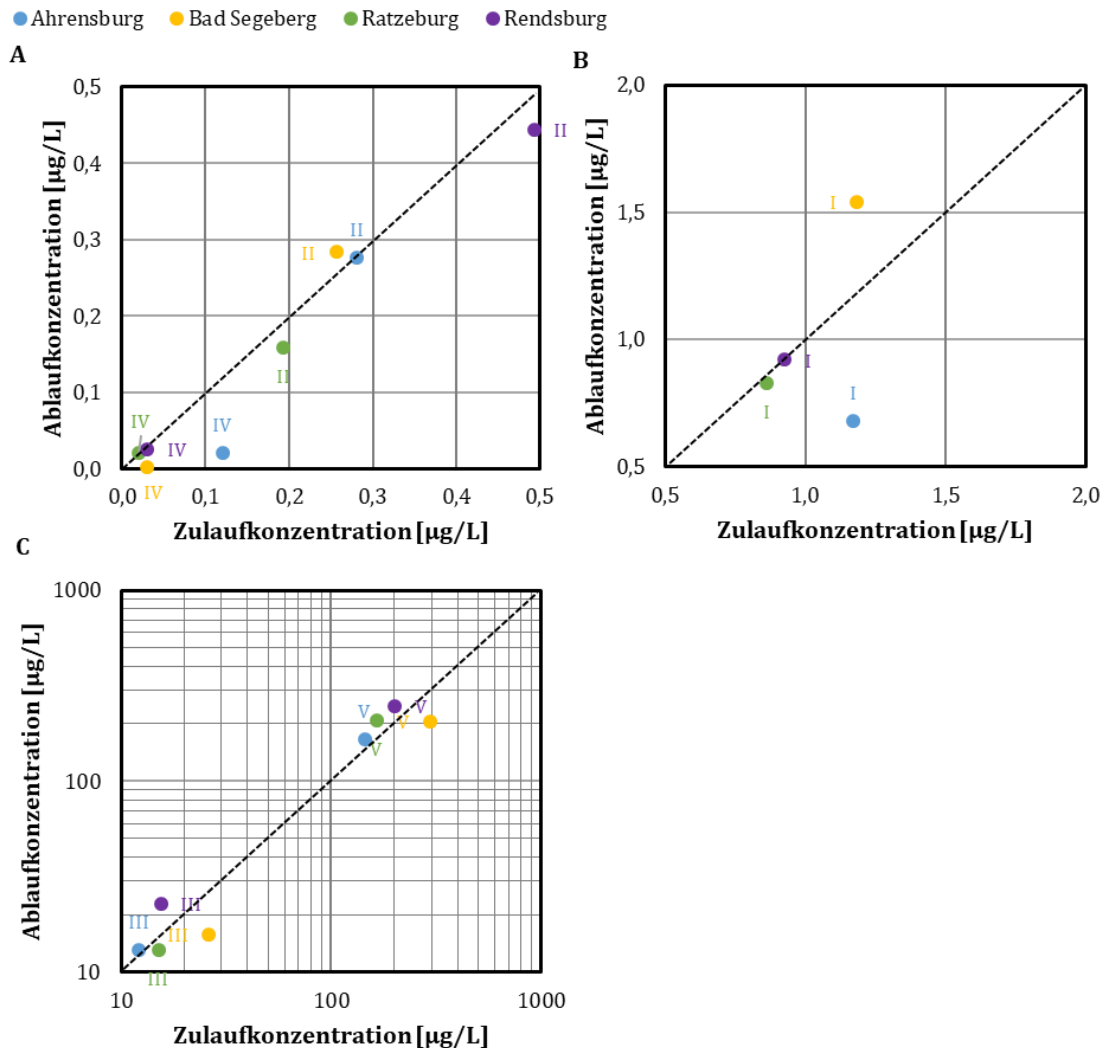 Ahrensburg Bad Segeberg Ratzeburg Rendsburg
A
0,5
0,4
0,3
0,2
0,1
0,0
Ablaufkonzentration [µg/L]
II
II
II
II
IV
IV
IV
IV
0,0 0,1 0,2 0,3 0,4 0,5
Zulaufkonzentration [µg/L]
B
2,0
1,5
1,0
0,5
Ablaufkonzentration [µg/L]
I
I
I
I
0,5 1,0 1,5 2,0
Zulaufkonzentration [µg/L]
C
1000
100
10
Ablaufkonzentration [µg/L]
V
V
V
V
III
III
III
III
10 100 1000
Zulaufkonzentration [µg/L]